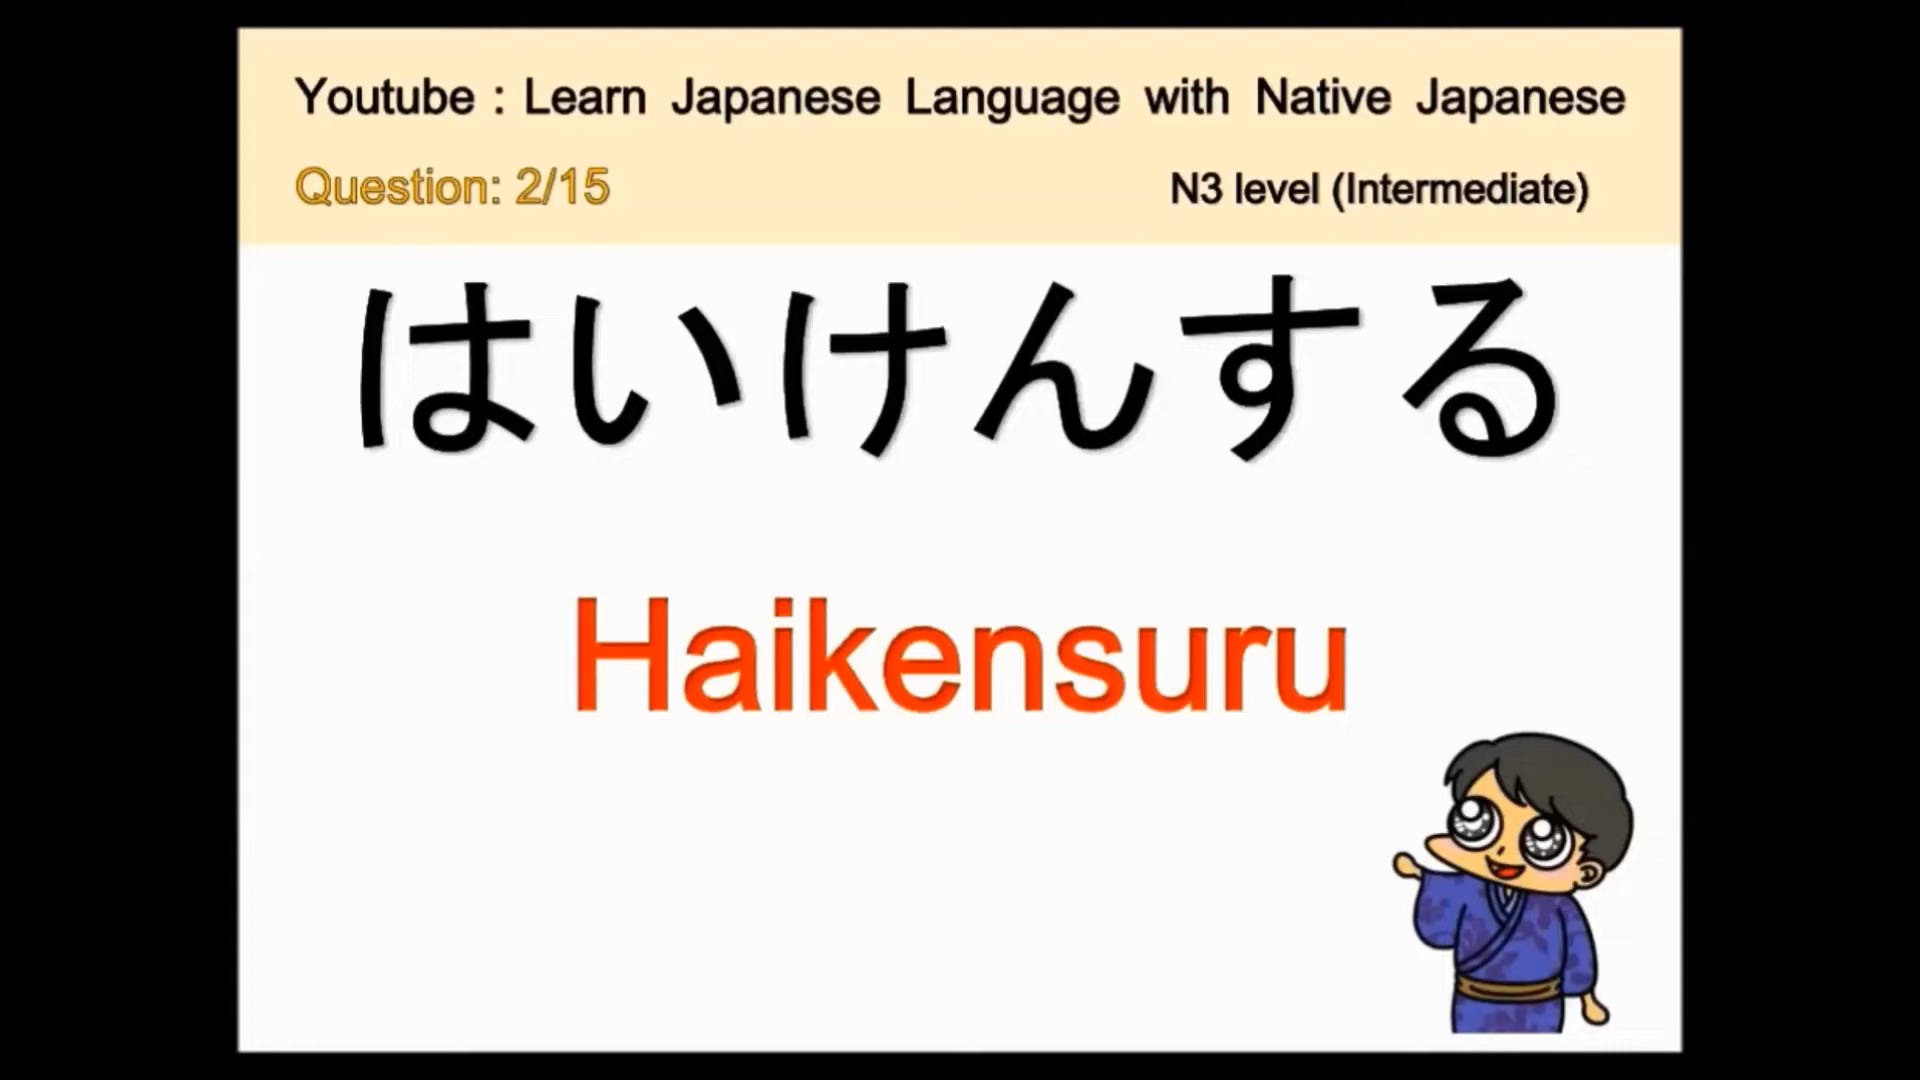 Youtube : Learn Japanese Language with Native Japanese
Question: 2/15
N3 level (Intermediate)
はいけんする
Haikensuru